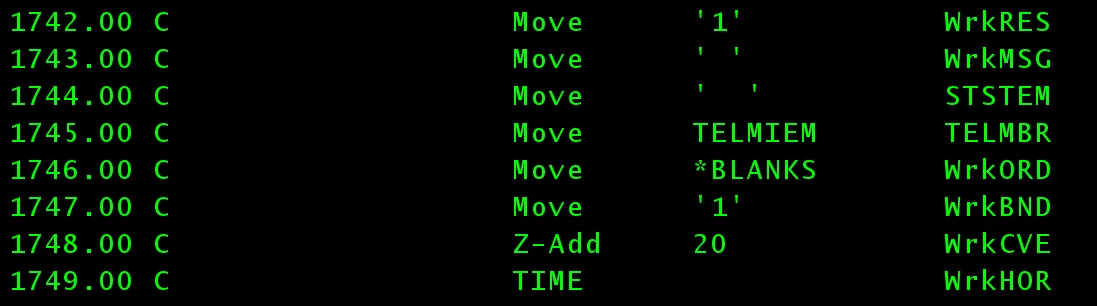 1742.00 C                   Move      '1'           WrkRES
1743.00 C                   Move      ' '           WrkMSG
1744.00 C                   Move      '  '          STSTEM
1745.00 C                   Move      TELMIEM       TELMBR
1746.00 C                   Move      *BLANKS       WrkORD
1747.00 C                   Move      '1'           WrkBND
1748.00 C                   Z-Add     20            WrkCVE
1749.00 C                   TIME                    WrkHOR